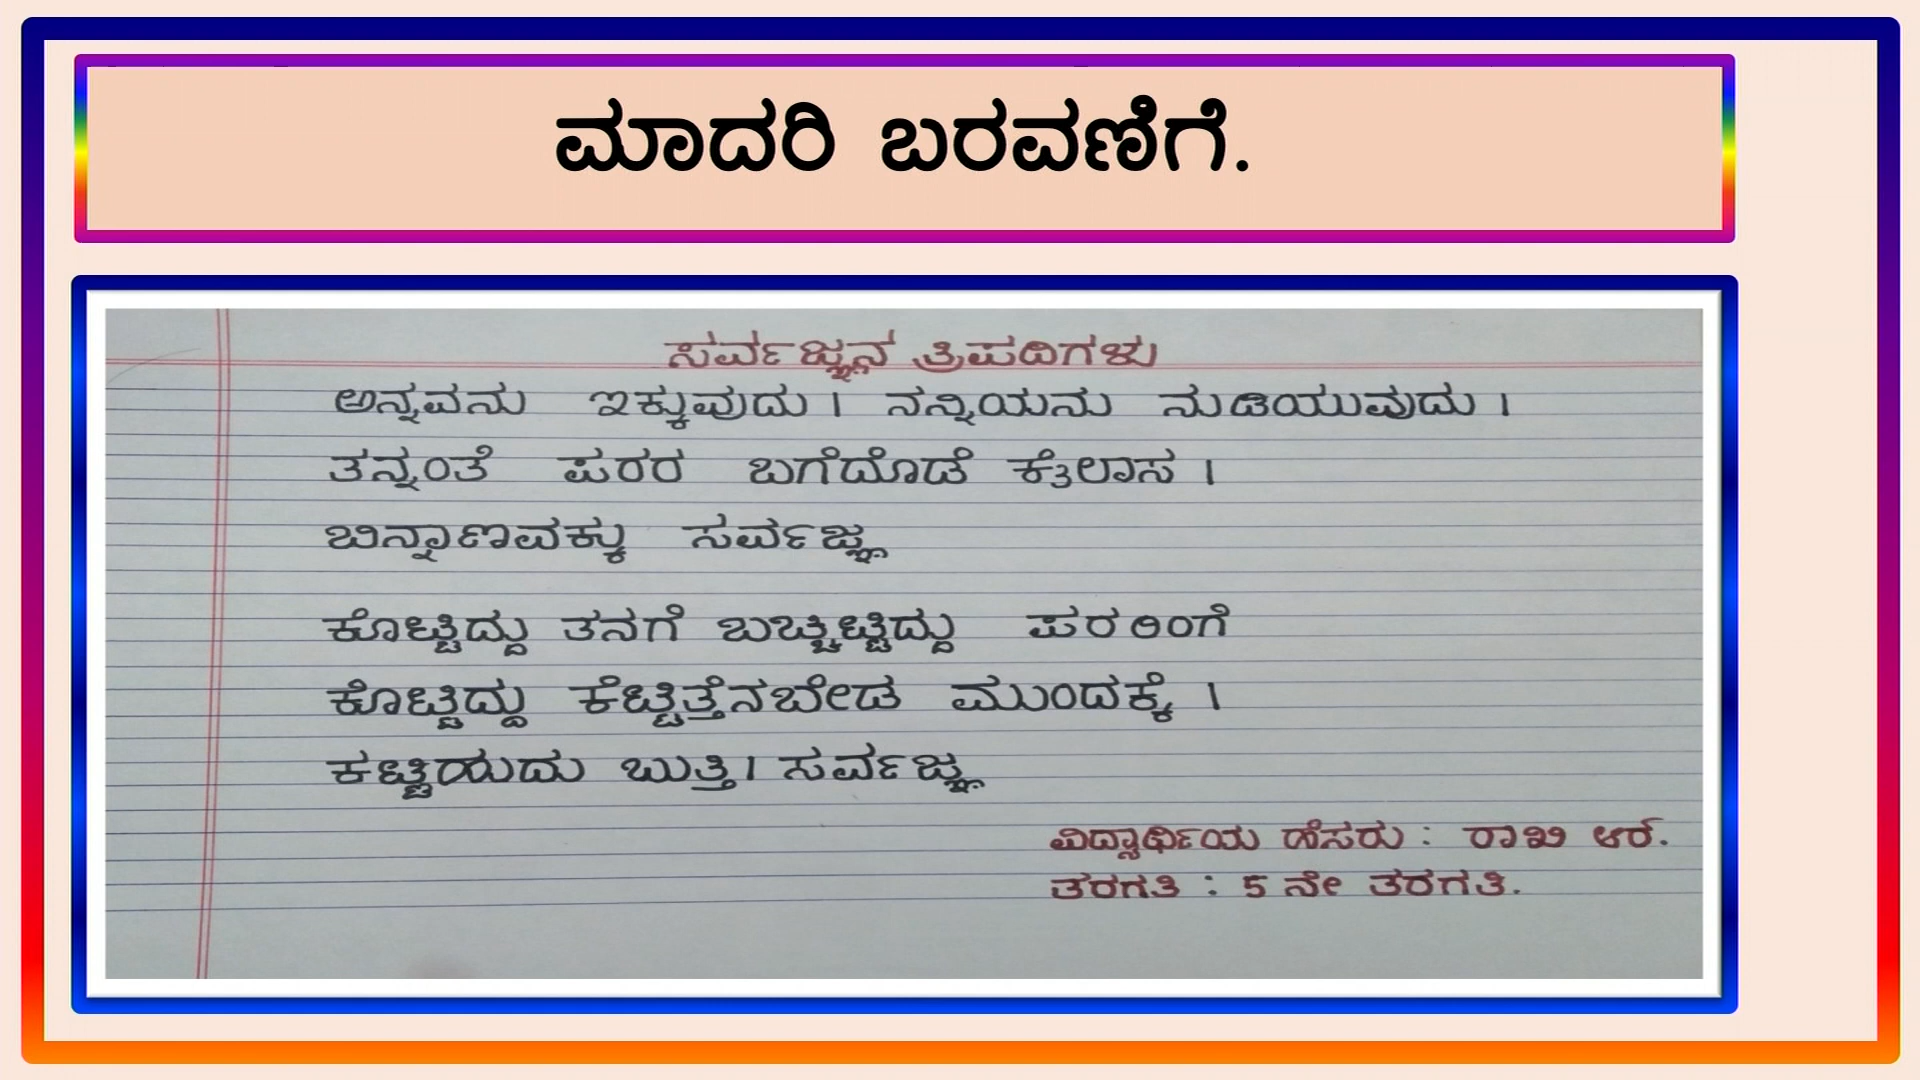 ಮಾದರಿ ಬರವಣಿಗೆ.
ಸರ್ವಜ್ಞನ ತ್ರಿಪದಿಗಳು
ಅನ್ನವನು ಇಕ್ಕುವುದು । ನನ್ನಿಯನು ನುಡಿಯುವುದು ।
ತನ್ನಂತೆ ಪರರ ಬಗೆದೊಡೆ ಕೈಲಾಸ ।
ಬಿನ್ನಾಣವಕ್ಕು ಸರ್ವಜ್ಞ
ಕೊಟ್ಟಿದ್ದು ತನಗೆ ಬಚ್ಚಿಟ್ಟಿದ್ದು ಪರರಿಂಗೆ
ಕೊಟ್ಟಿದ್ದು ಕೆಟ್ಟಿತ್ತೆನಬೇಡ ಮುಂದಕ್ಕೆ ।
ಕಟ್ಟಿಹುದು ಬುತ್ತಿ । ಸರ್ವಜ್ಞ
ವಿದ್ಯಾರ್ಥಿಯ ಹೆಸರು : ರಾಖಿ ಆರ್.
ತರಗತಿ : 5 ನೇ ತರಗತಿ.